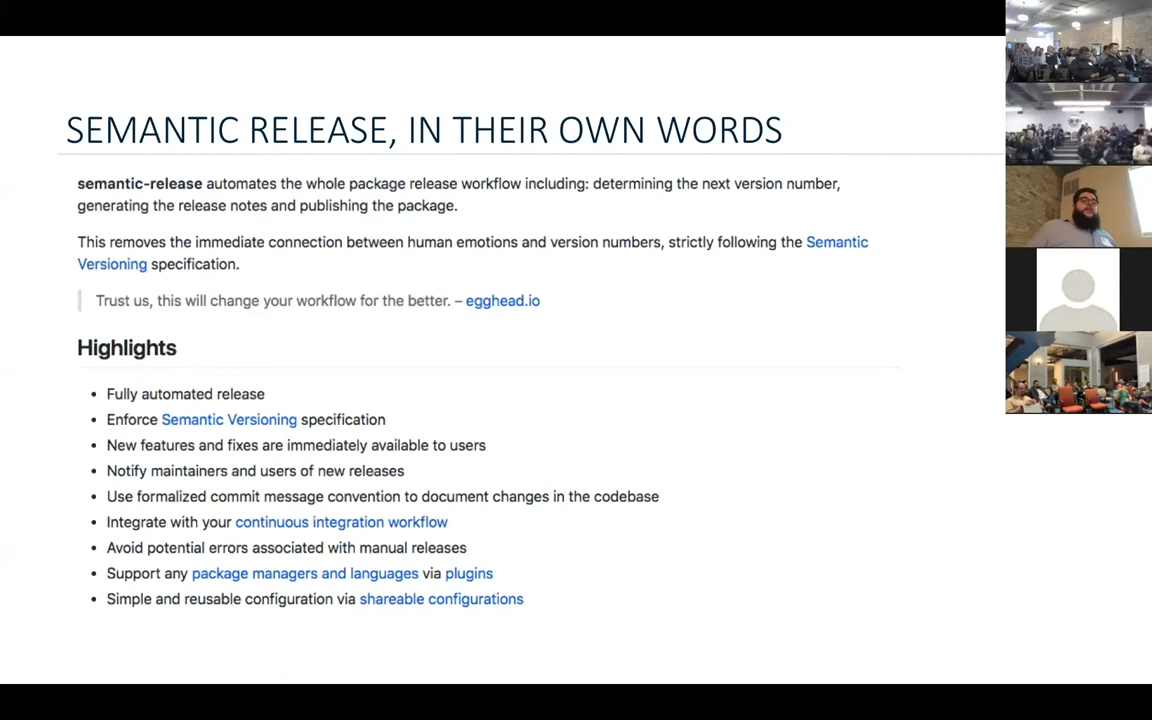 SEMANTIC RELEASE, IN THEIR OWN WORDS
semantic-release automates the whole package release workflow including: determining the next version number,
generating the release notes and publishing the package.
This removes the immediate connection between human emotions and version numbers, strictly following the Semantic
Versioning specification.
Trust us, this will change your workflow for the better. – egghead.io
Highlights
• Fully automated release
• Enforce Semantic Versioning specification
• New features and fixes are immediately available to users
• Notify maintainers and users of new releases
• Use formalized commit message convention to document changes in the codebase
• Integrate with your continuous integration workflow
• Avoid potential errors associated with manual releases
• Support any package managers and languages via plugins
• Simple and reusable configuration via shareable configurations